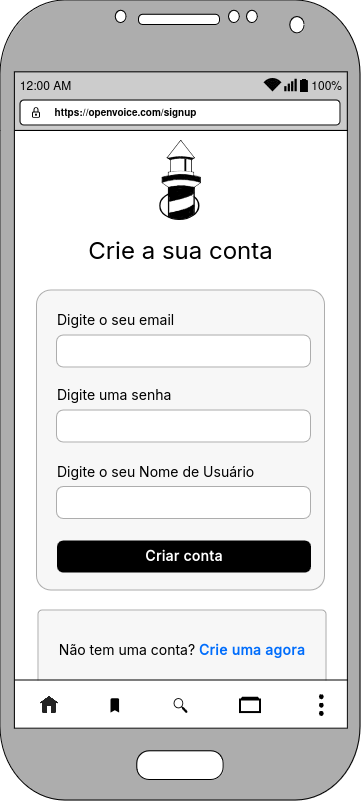 12:00 AM 100%
https://openvoice.com/signup
Crie a sua conta
Digite o seu email
Digite uma senha
Digite o seu Nome de Usuário
Criar conta
Não tem uma conta? Crie uma agora